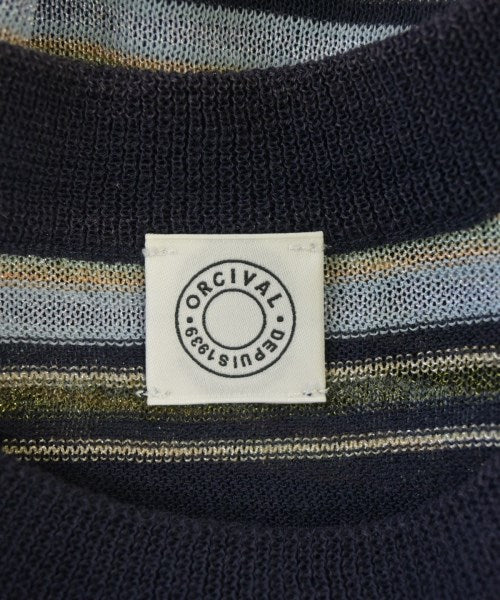 ORCIVAL
• DEPUIS 1939 •